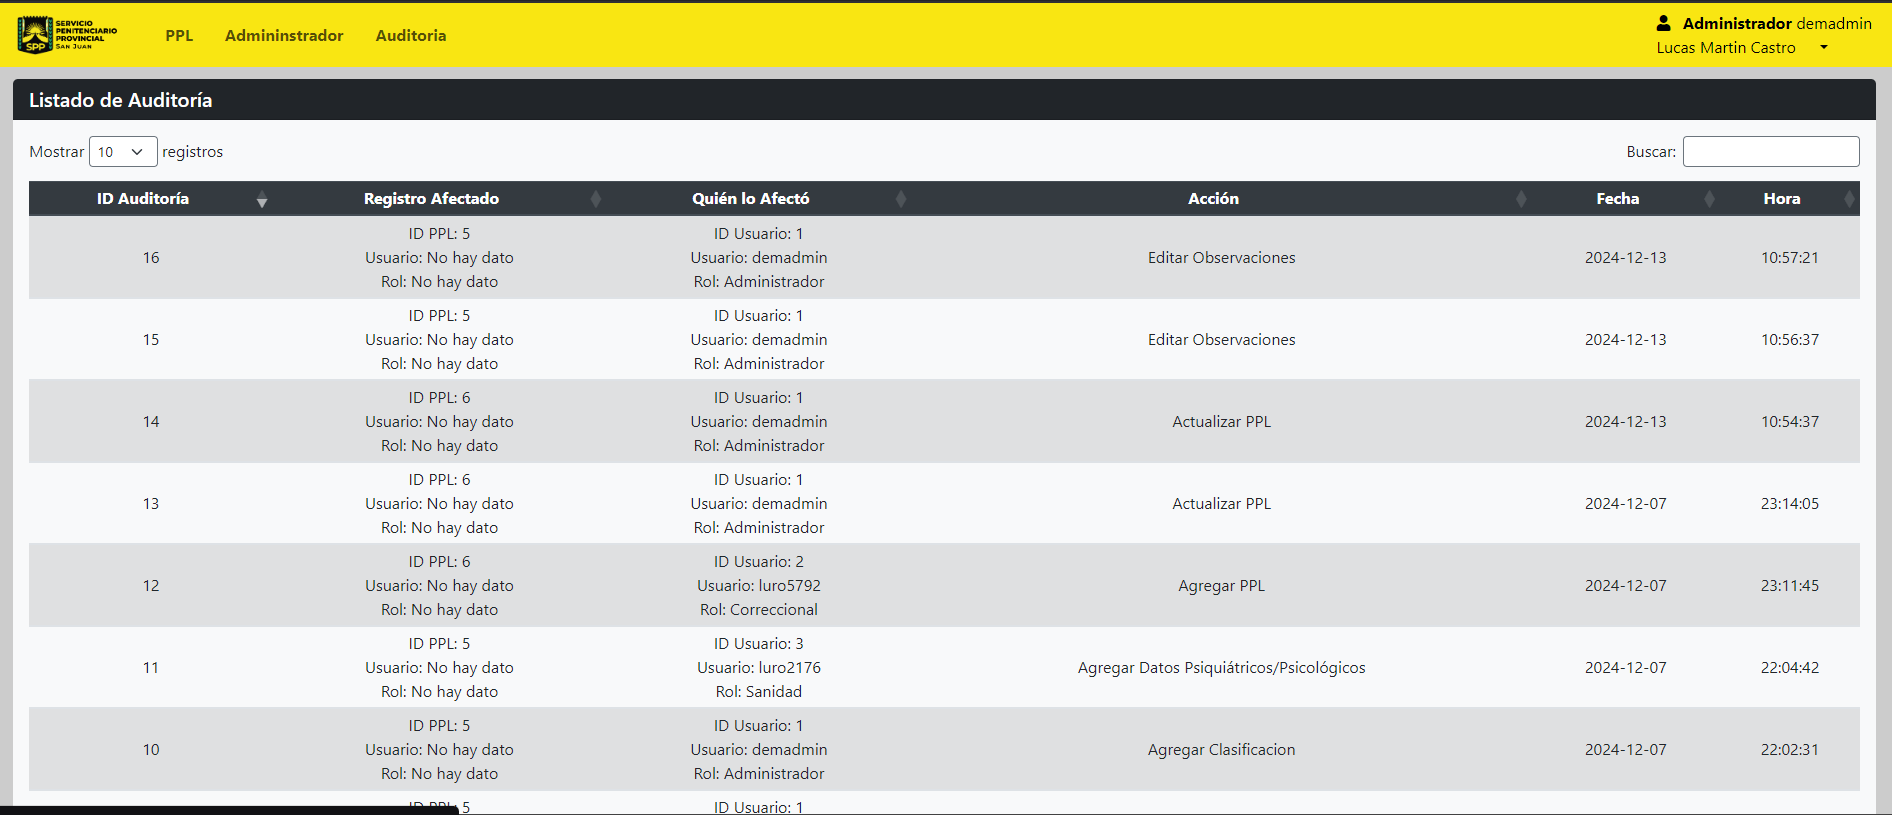 SERVICIO
PENITENCIARIO
PROVINCIAL
SAN JUAN
SPP
PPL
Admininstrador
Auditoria
Administrador demadmin
Lucas Martin Castro
Listado de Auditoría
Mostrar 10 registros
Buscar:
ID Auditoría Registro Afectado Quién lo Afectó Acción Fecha Hora
ID PPL: 5 ID Usuario: 1
16 Usuario: No hay dato Usuario: demadmin Editar Observaciones 2024-12-13 10:57:21
Rol: No hay dato Rol: Administrador
ID PPL: 5 ID Usuario: 1
15 Usuario: No hay dato Usuario: demadmin Editar Observaciones 2024-12-13 10:56:37
Rol: No hay dato Rol: Administrador
ID PPL: 6 ID Usuario: 1
14 Usuario: No hay dato Usuario: demadmin Actualizar PPL 2024-12-13 10:54:37
Rol: No hay dato Rol: Administrador
ID PPL: 6 ID Usuario: 1
13 Usuario: No hay dato Usuario: demadmin Actualizar PPL 2024-12-07 23:14:05
Rol: No hay dato Rol: Administrador
ID PPL: 6 ID Usuario: 2
12 Usuario: No hay dato Usuario: luro5792 Agregar PPL 2024-12-07 23:11:45
Rol: No hay dato Rol: Correccional
ID PPL: 5 ID Usuario: 3
11 Usuario: No hay dato Usuario: luro2176 Agregar Datos Psiquiátricos/Psicológicos 2024-12-07 22:04:42
Rol: No hay dato Rol: Sanidad
ID PPL: 5 ID Usuario: 1
10 Usuario: No hay dato Usuario: demadmin Agregar Clasificacion 2024-12-07 22:02:31
Rol: No hay dato Rol: Administrador
ID PPL: 5 ID Usuario: 1